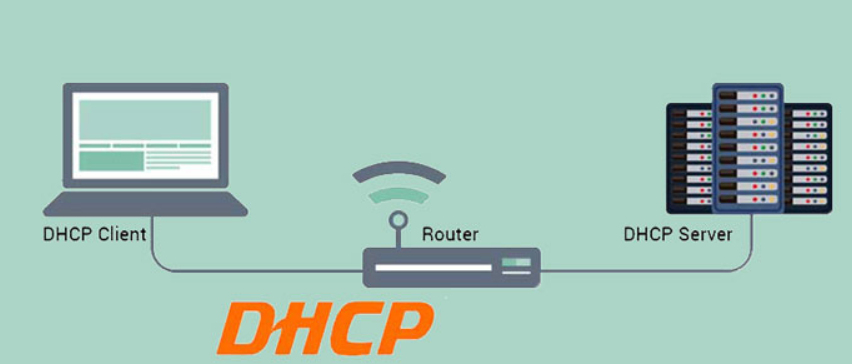 DHCP Client
Router
DHCP Server
DHCP